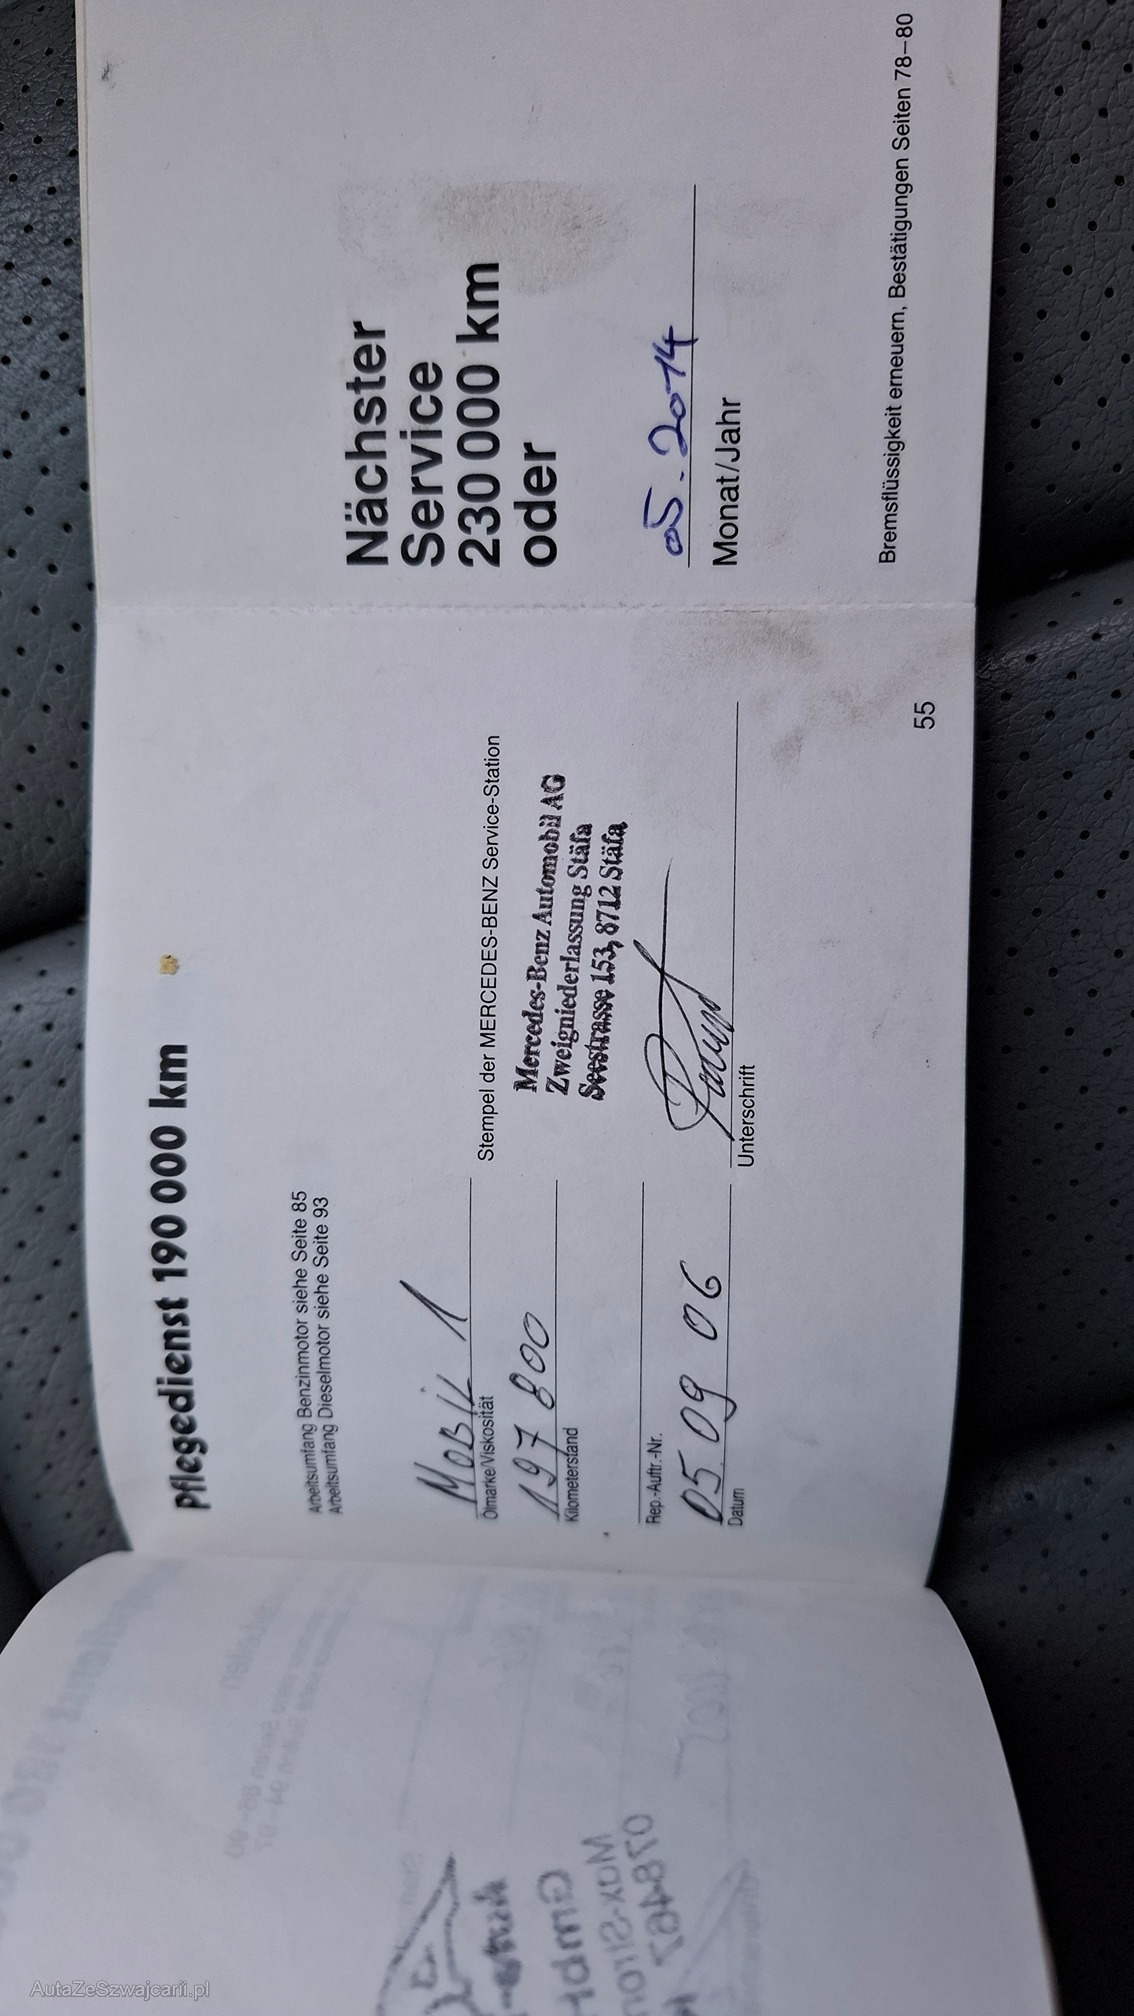 Pflegedienst 190 000 km
Arbeitsumfang Benzinmotor siehe Seite 85
Arbeitsumfang Dieselmotor siehe Seite 93
MOBIL 1
Ölmarke/Viskosität
197 800
Kilometerstand
Rep.-Auftr.-Nr.
05 09 06
Datum
Stempel der MERCEDES-BENZ Service-Station
Mercedes-Benz Automobil AG
Zweigniederlassung Stäfa
Seestrasse 153, 8712 Stäfa
Unterschrift
55
Nächster
Service
230 000 km
oder
05.2014
Monat/Jahr
Bremsflüssigkeit erneuern, Bestätigungen Seiten 78–80
AutaZeSzwajcarii.pl